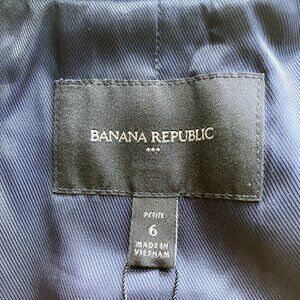 BANANA REPUBLIC
***
PETITE
6
MADE IN
VIETNAM